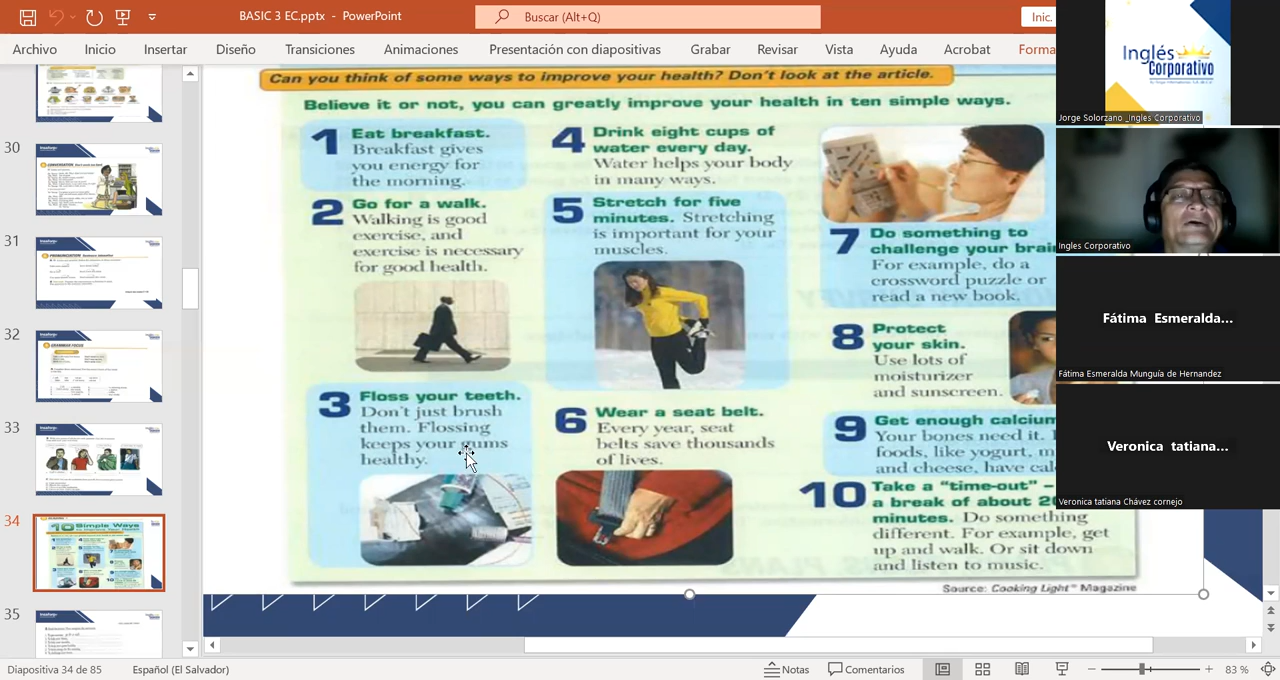 BASIC 3 EC.pptx - PowerPoint
Buscar (Alt+Q)
Inic.
Archivo Inicio Insertar Diseño Transiciones Animaciones Presentación con diapositivas Grabar Revisar Vista Ayuda Acrobat Forma
30
31
32
33
34
35
Can you think of some ways to improve your health? Don't look at the article.
Believe it or not, you can greatly improve your health in ten simple ways.
1 Eat breakfast.
Breakfast gives
you energy for
the morning.
2 Go for a walk.
Walking is good
exercise, and
exercise is necessary
for good health.
3 Floss your teeth.
Don't just brush
them. Flossing
keeps your gums
healthy.
4 Drink eight cups of
water every day.
Water helps your body
in many ways.
5 Stretch for five
minutes. Stretching
is important for your
muscles.
6 Wear a seat belt.
Every year, seat
belts save thousands
of lives.
7 Do something to
challenge your brain
For example, do a
crossword puzzle or
read a new book.
8 Protect
your skin.
Use lots of
moisturizer
and sunscreen.
9 Get enough calcium
Your bones need it.
foods, like yogurt, m
and cheese, have cal
10 Take a "time-out" –
a break of about 20
minutes. Do something
different. For example, get
up and walk. Or sit down
and listen to music.
Source: Cooking Light® Magazine
Inglés
Corporativo
Jorge Solorzano _Ingles Corporativo
Ingles Corporativo
Fátima Esmeralda...
Fátima Esmeralda Munguía de Hernandez
Veronica tatiana...
Veronica tatiana Chávez cornejo
Diapositiva 34 de 85 Español (El Salvador) Notas Comentarios 83 %